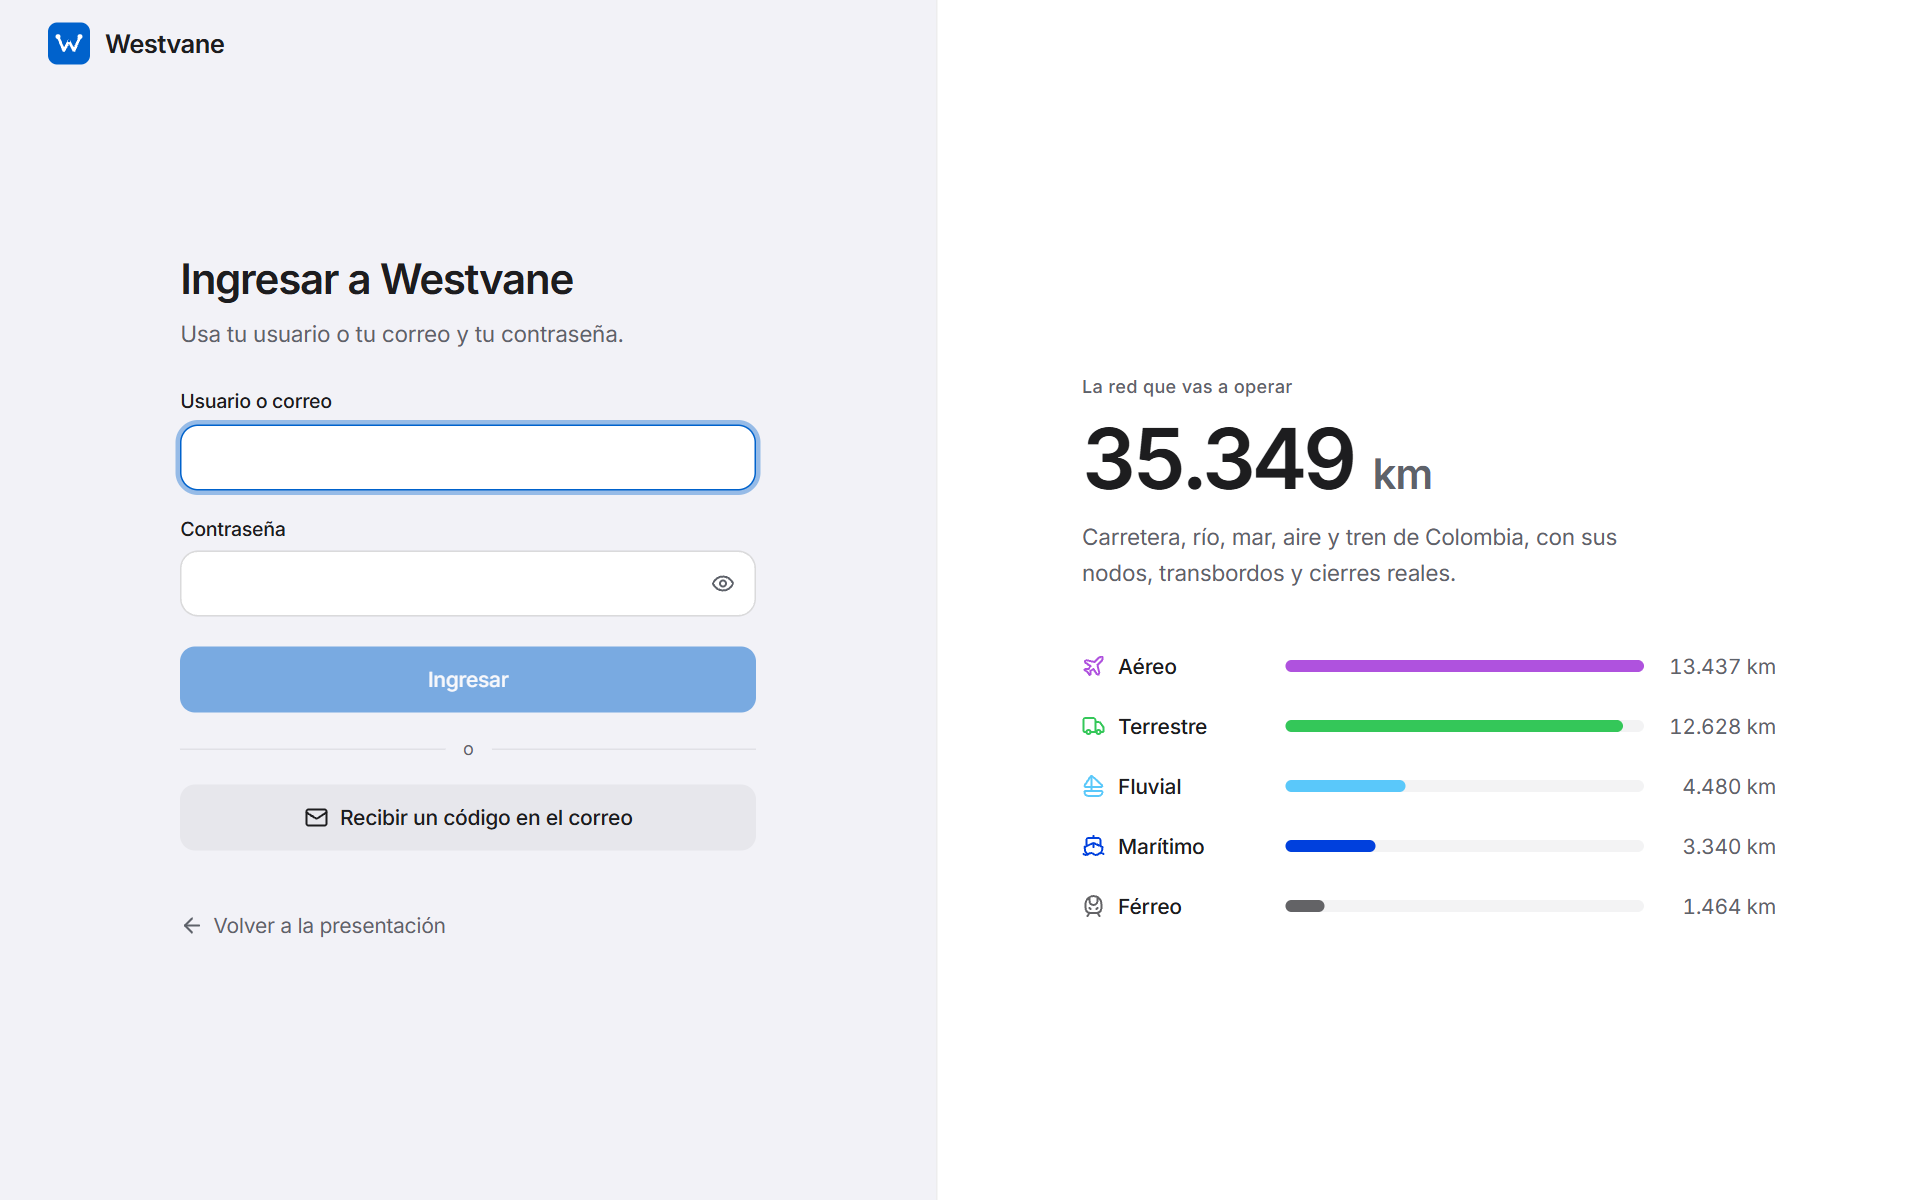 Westvane
Ingresar a Westvane
Usa tu usuario o tu correo y tu contraseña.
Usuario o correo
Contraseña
Ingresar
o
Recibir un código en el correo
Volver a la presentación
La red que vas a operar
35.349 km
Carretera, río, mar, aire y tren de Colombia, con sus
nodos, transbordos y cierres reales.
Aéreo 13.437 km
Terrestre 12.628 km
Fluvial 4.480 km
Marítimo 3.340 km
Férreo 1.464 km